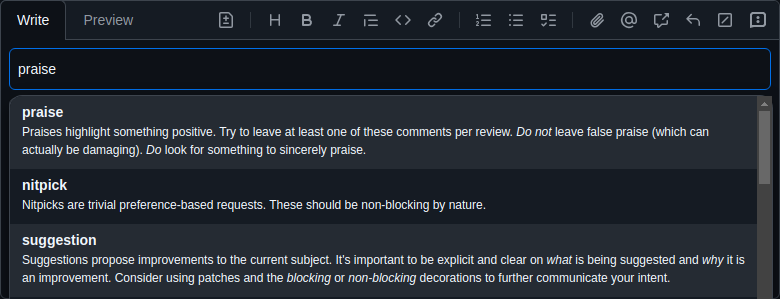 Write Preview
praise
praise
Praises highlight something positive. Try to leave at least one of these comments per review. Do not leave false praise (which can
actually be damaging). Do look for something to sincerely praise.
nitpick
Nitpicks are trivial preference-based requests. These should be non-blocking by nature.
suggestion
Suggestions propose improvements to the current subject. It's important to be explicit and clear on what is being suggested and why it is
an improvement. Consider using patches and the blocking or non-blocking decorations to further communicate your intent.